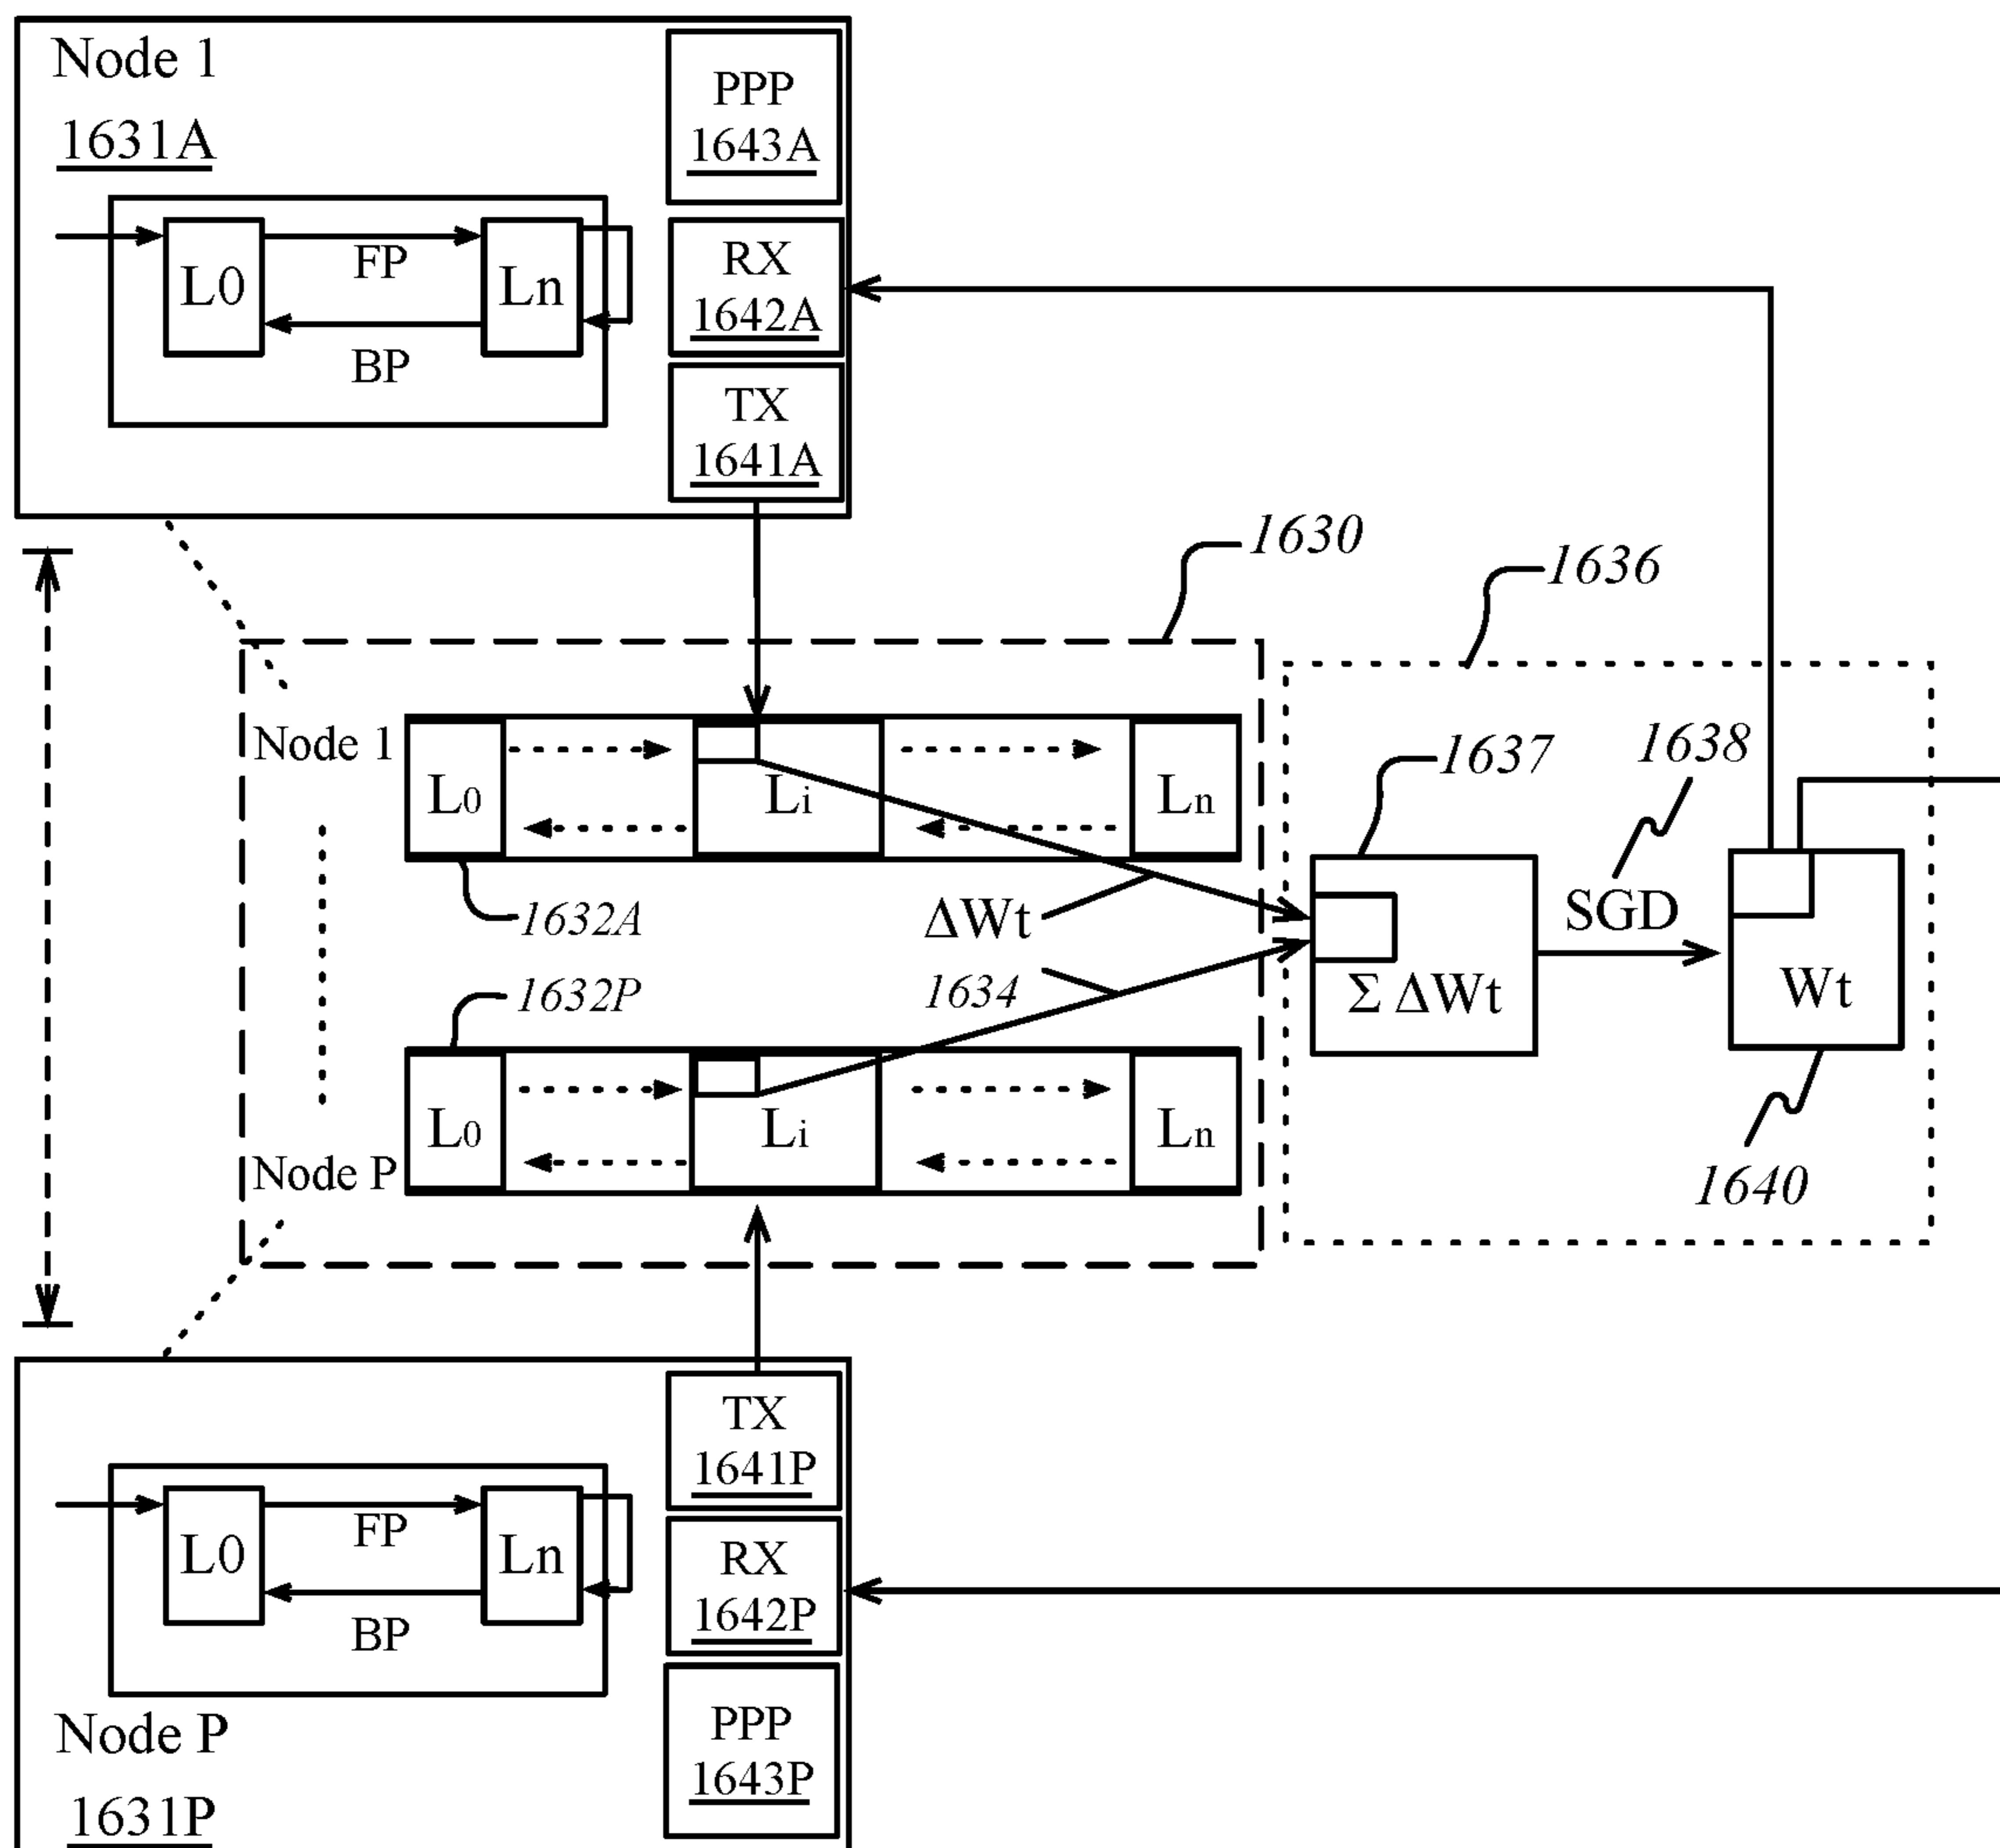 Node 1
1631A
PPP
1643A
L0
FP
BP
Ln
RX
1642A
TX
1641A
1630
1636
Node 1
L0
Li
Ln
1632A
ΔWt
1634
1632P
Node P
L0
Li
Ln
1637
1638
SGD
Σ ΔWt
Wt
1640
TX
1641P
L0
FP
BP
Ln
RX
1642P
PPP
1643P
Node P
1631P